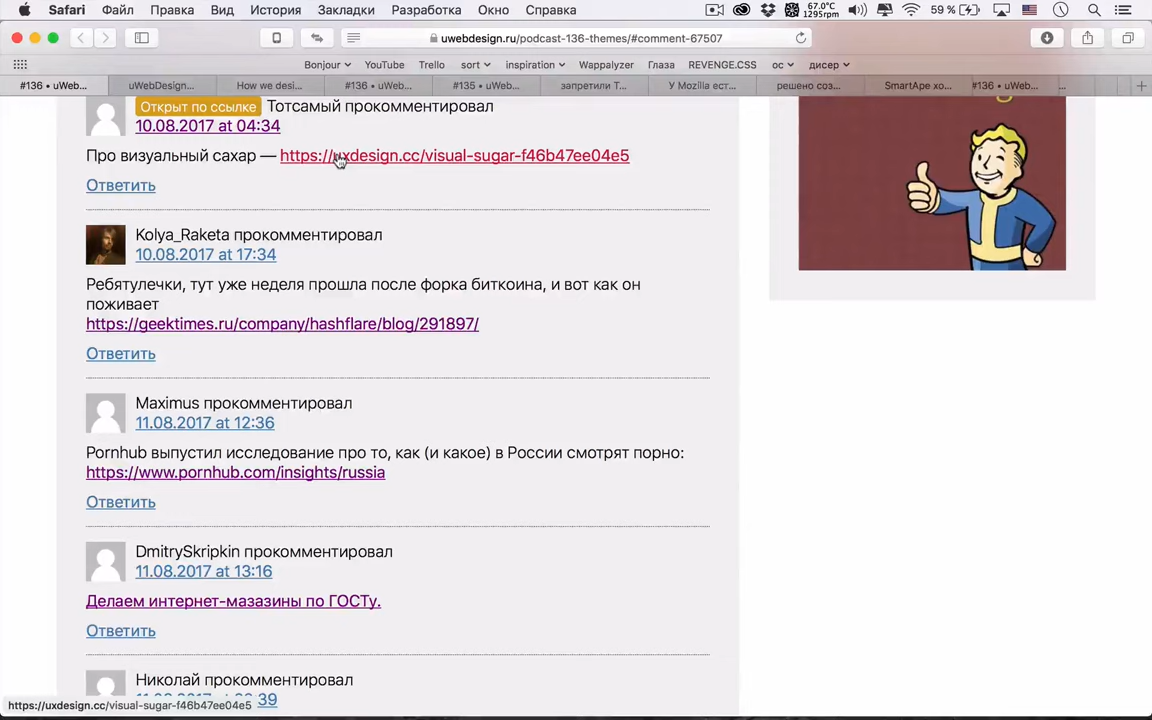 Safari Файл Правка Вид История Закладки Разработка Окно Справка 67.0°C 1295rpm 59 %
uwebdesign.ru/podcast-136-themes/#comment-67507
Bonjour YouTube Trello sort inspiration Wappalyzer Глаза REVENGE.CSS ос дисер
#136 • uWeb... uWebDesign... How we desi... #136 • uWeb... #135 • uWeb... запретили Т... У Mozilla ест... решено соз... SmartApe хо... #136 • uWeb...
Открыт по ссылке Тотсамый прокомментировал
10.08.2017 at 04:34
Про визуальный сахар — https://uxdesign.cc/visual-sugar-f46b47ee04e5
Ответить
Kolya_Raketa прокомментировал
10.08.2017 at 17:34
Ребятулечки, тут уже неделя прошла после форка биткоина, и вот как он
поживает
https://geektimes.ru/company/hashflare/blog/291897/
Ответить
Maximus прокомментировал
11.08.2017 at 12:36
Pornhub выпустил исследование про то, как (и какое) в России смотрят порно:
https://www.pornhub.com/insights/russia
Ответить
DmitrySkripkin прокомментировал
11.08.2017 at 13:16
Делаем интернет-мазазины по ГОСТу.
Ответить
Николай прокомментировал
39
https://uxdesign.cc/visual-sugar-f46b47ee04e5